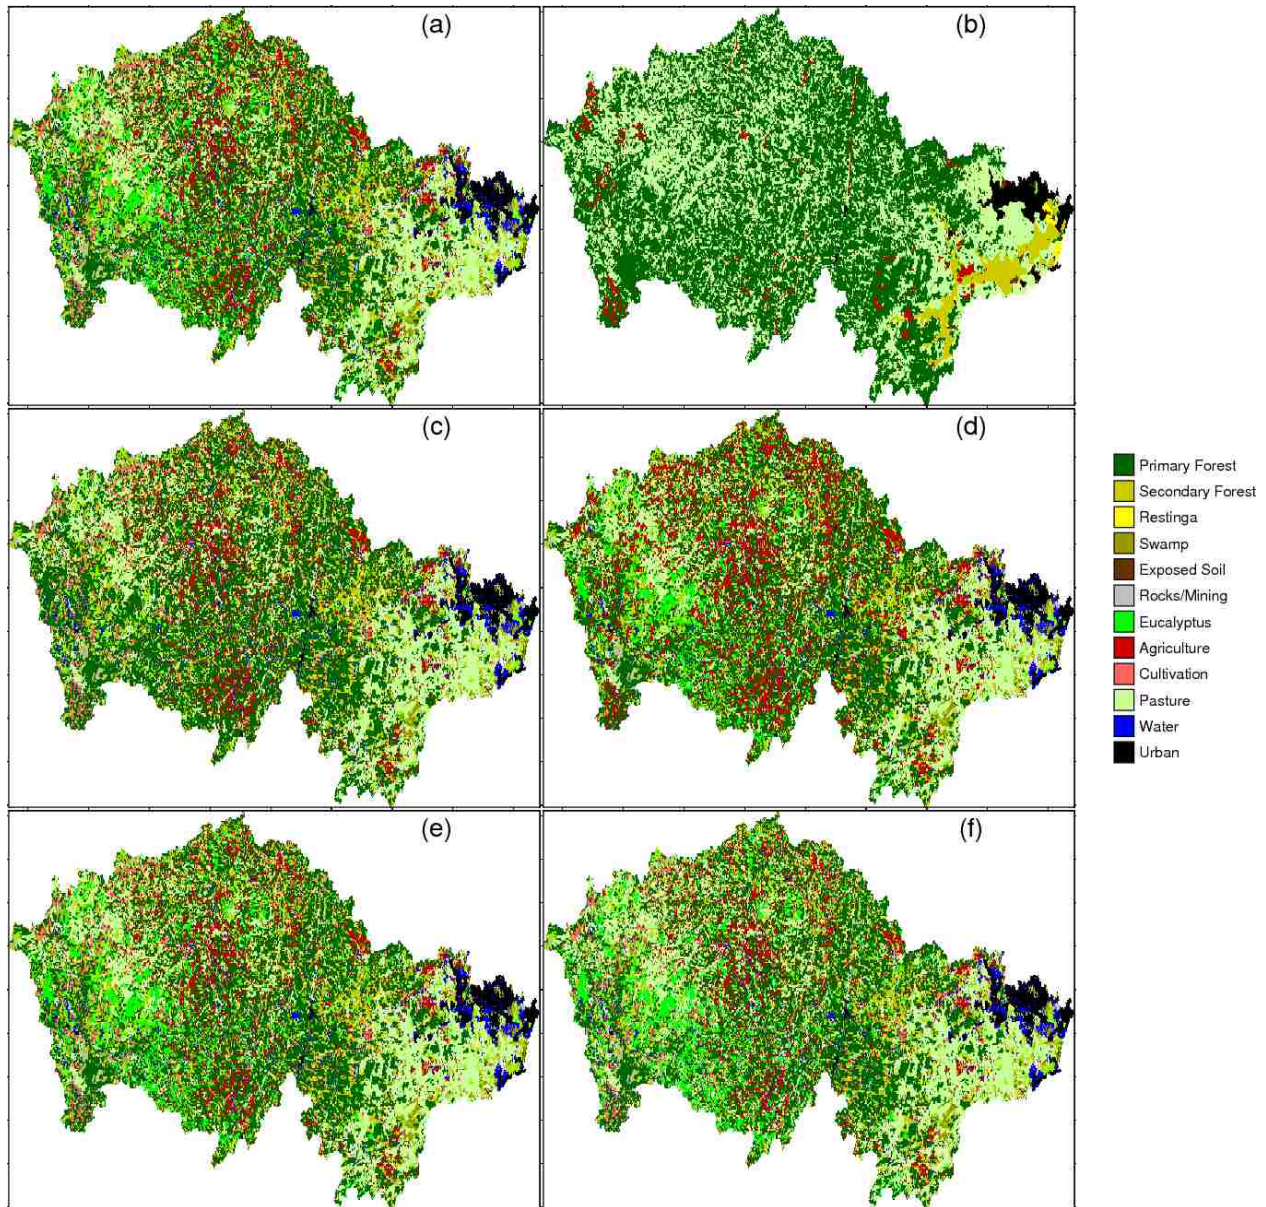 (a)
(b)
(c)
(d)
(e)
(f)
Primary Forest
Secondary Forest
Restinga
Swamp
Exposed Soil
Rocks/Mining
Eucalyptus
Agriculture
Cultivation
Pasture
Water
Urban